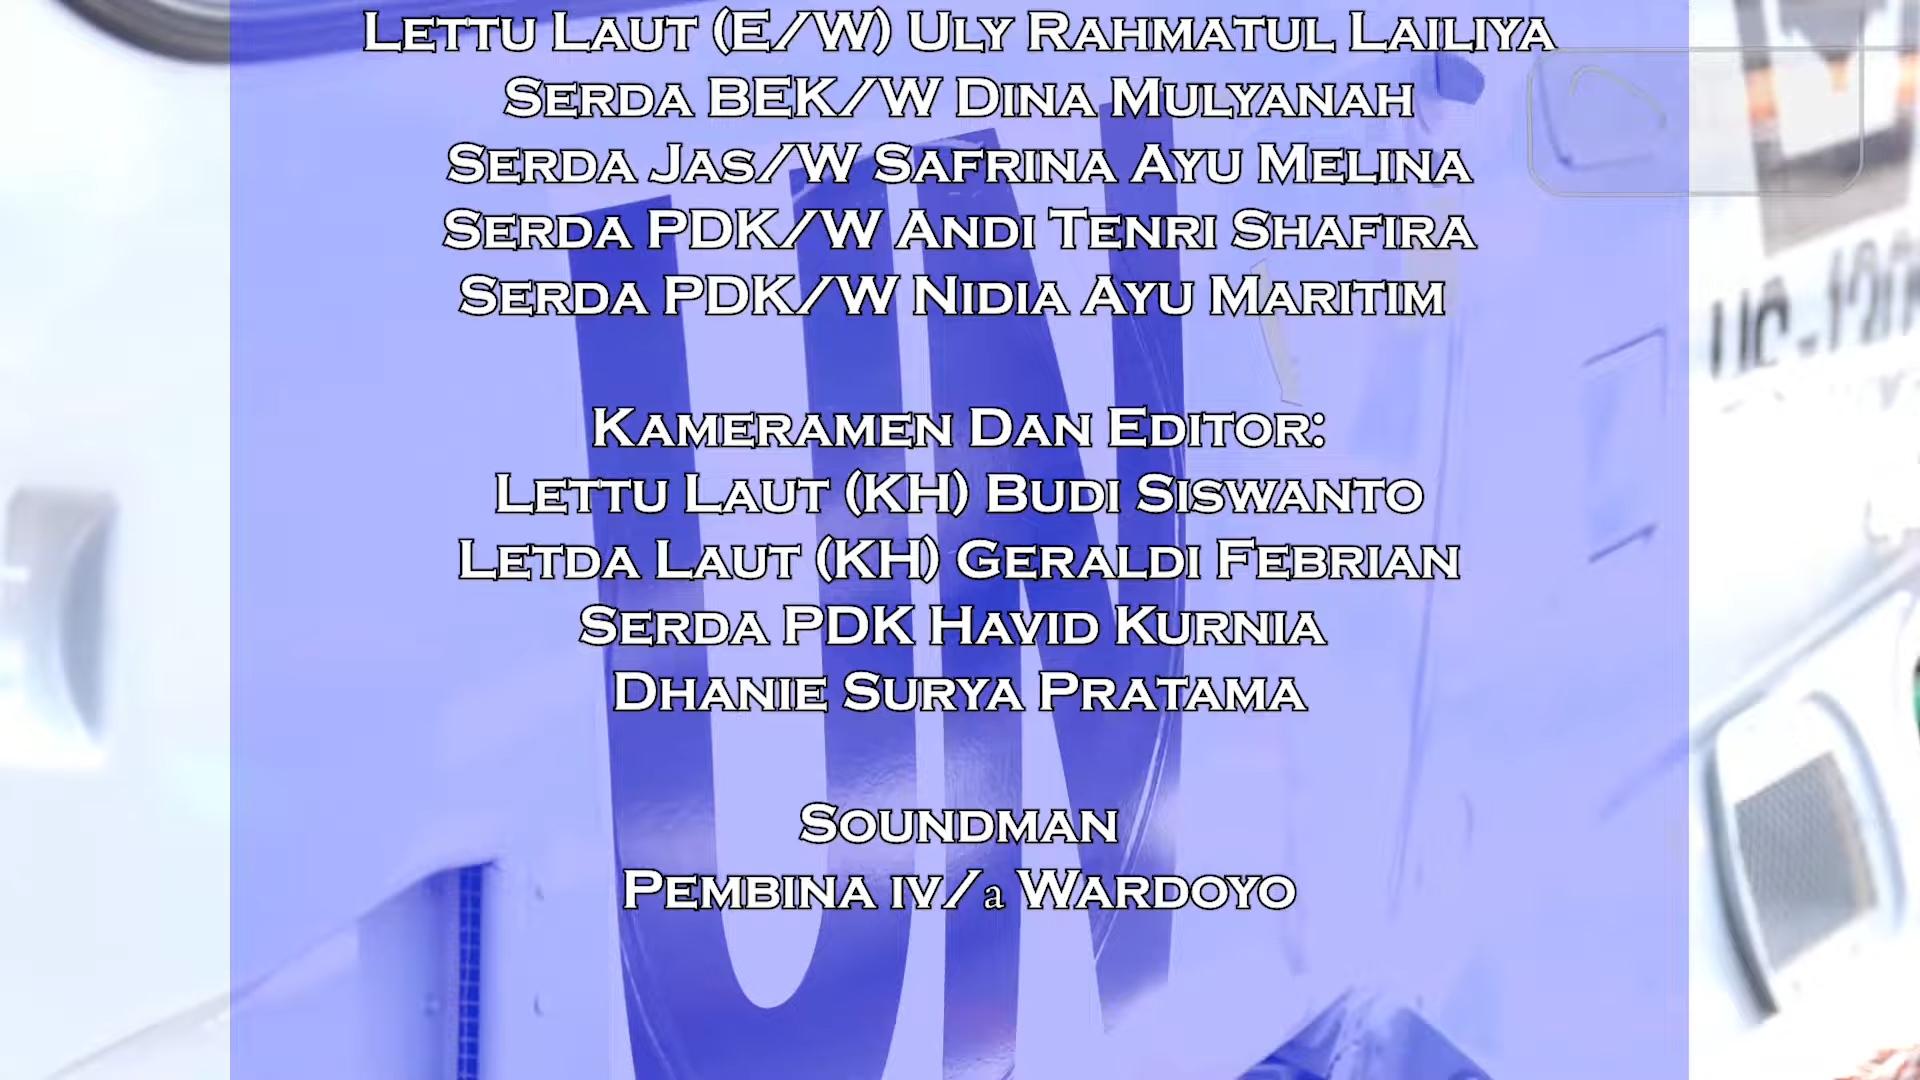 Lettu Laut (E/W) Uly Rahmatul Lailiya
Serda BEK/W Dina Mulyanah
Serda Jas/W Safrina Ayu Melina
Serda PDK/W Andi Tenri Shafira
Serda PDK/W Nidia Ayu Maritim
Kameramen Dan Editor:
Lettu Laut (KH) Budi Siswanto
Letda Laut (KH) Geraldi Febrian
Serda PDK Havid Kurnia
Dhanie Surya Pratama
Soundman
Pembina IV/a Wardoyo
UN